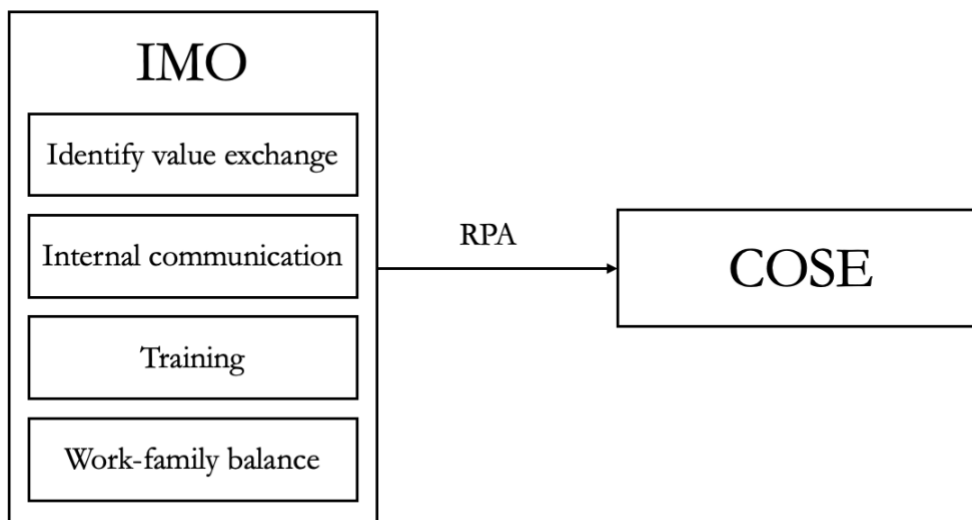 IMO
Identify value exchange
Internal communication
Training
Work-family balance
RPA
COSE